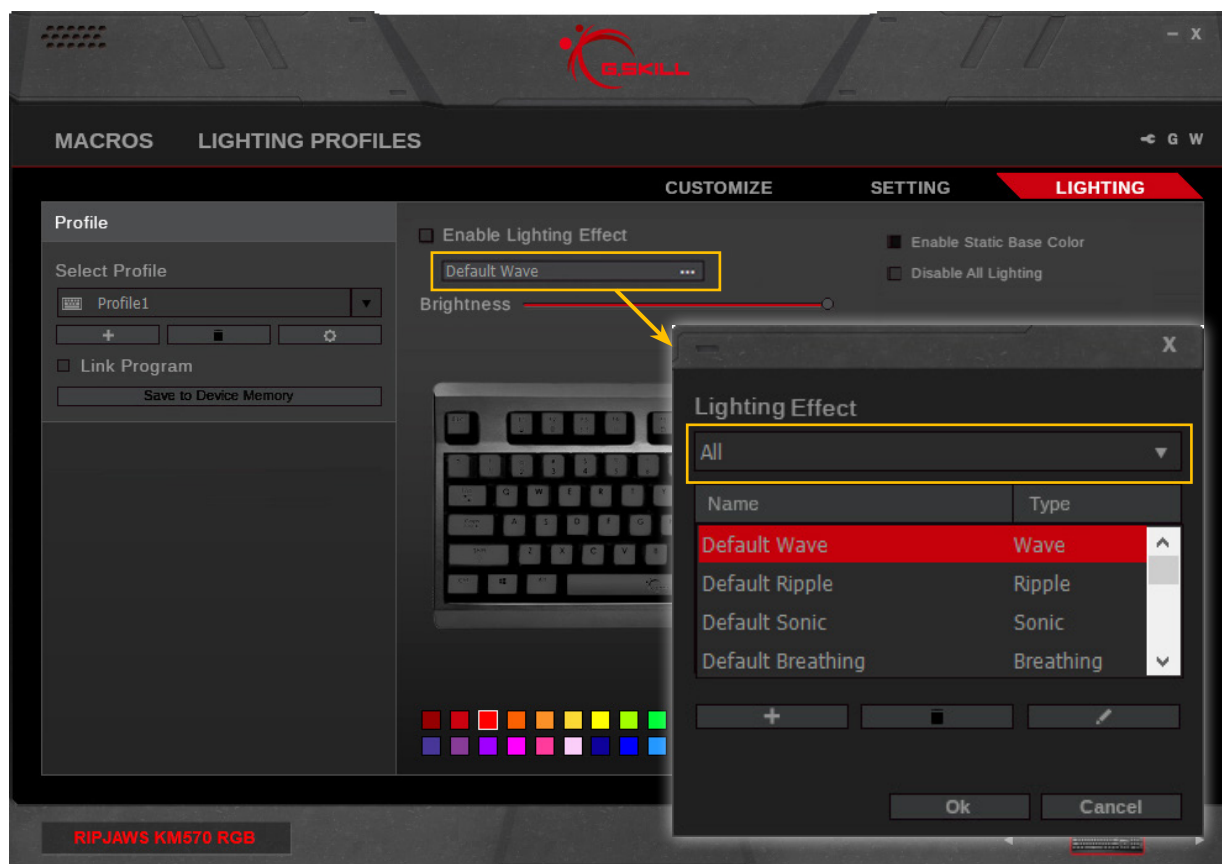 G.SKILL
– X
MACROS LIGHTING PROFILES G W
CUSTOMIZE SETTING LIGHTING
Profile
Select Profile
Profile1
+
Link Program
Save to Device Memory
Enable Lighting Effect
Default Wave ...
Brightness
Enable Static Base Color
Disable All Lighting
Q W E R T Y
A S D F G
Z X C V B
X
Lighting Effect
All
Name Type
Default Wave Wave
Default Ripple Ripple
Default Sonic Sonic
Default Breathing Breathing
+
Ok Cancel
RIPJAWS KM570 RGB